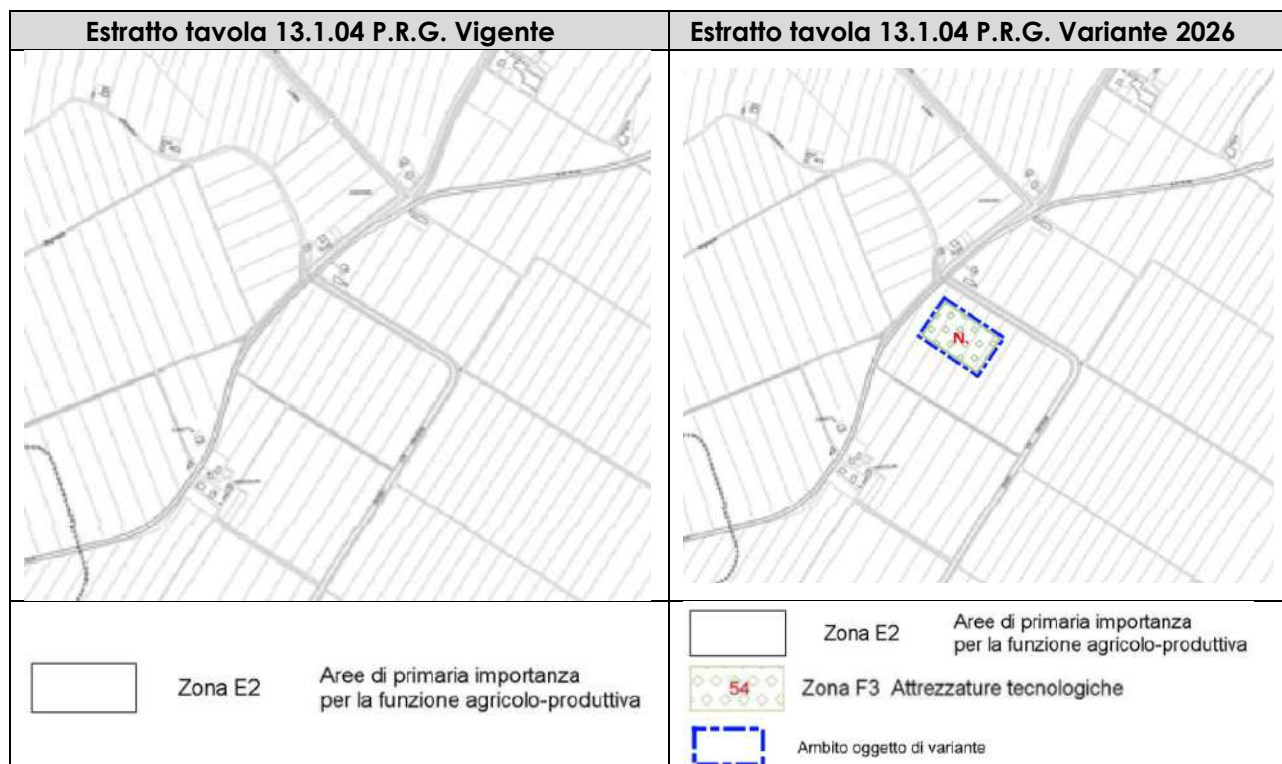 Estratto tavola 13.1.04 P.R.G. Vigente
Estratto tavola 13.1.04 P.R.G. Variante 2026
N.
Zona E2
Aree di primaria importanza
per la funzione agricolo-produttiva
Zona E2
Aree di primaria importanza
per la funzione agricolo-produttiva
54
Zona F3 Attrezzature tecnologiche
Ambito oggetto di variante